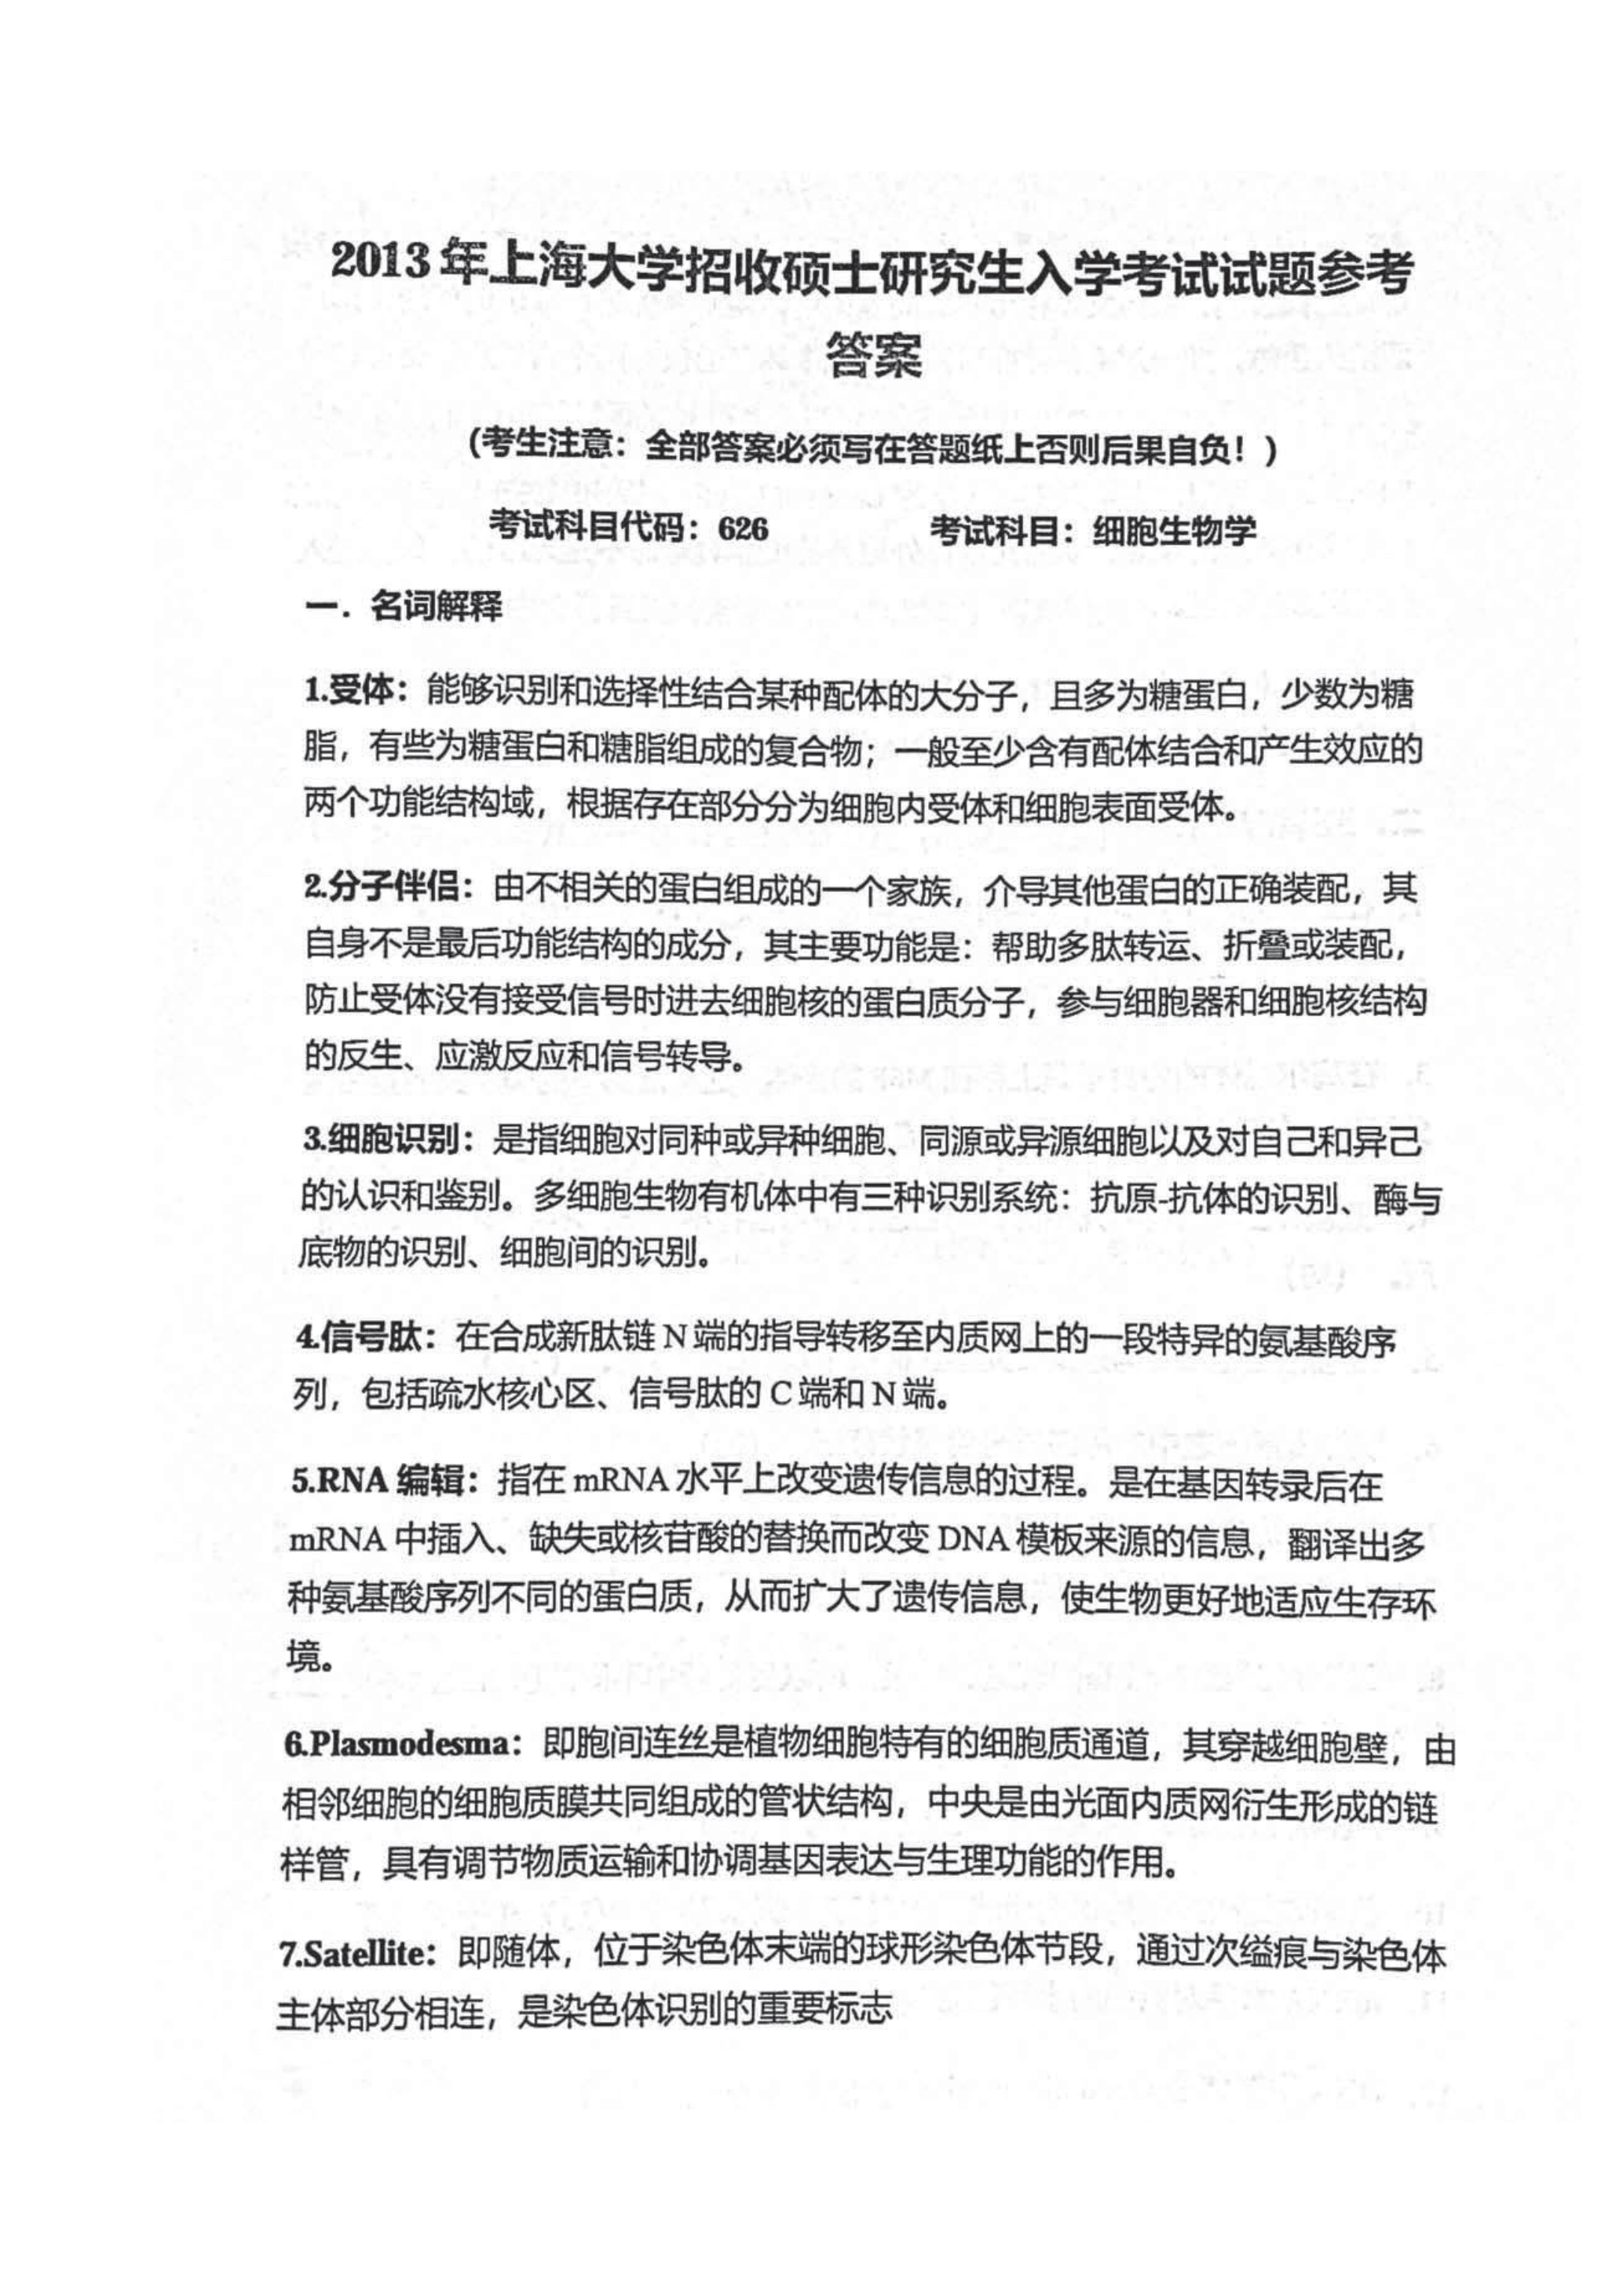 2013年上海大学招收硕士研究生入学考试试题参考
答案
（考生注意：全部答案必须写在答题纸上否则后果自负！）
考试科目代码：626 考试科目：细胞生物学
一．名词解释
1.受体：能够识别和选择性结合某种配体的大分子，且多为糖蛋白，少数为糖
脂，有些为糖蛋白和糖脂组成的复合物；一般至少含有配体结合和产生效应的
两个功能结构域，根据存在部分分为细胞内受体和细胞表面受体。
2.分子伴侣：由不相关的蛋白组成的一个家族，介导其他蛋白的正确装配，其
自身不是最后功能结构的成分，其主要功能是：帮助多肽转运、折叠或装配，
防止受体没有接受信号时进去细胞核的蛋白质分子，参与细胞器和细胞核结构
的反生、应激反应和信号转导。
3.细胞识别：是指细胞对同种或异种细胞、同源或异源细胞以及对自己和异己
的认识和鉴别。多细胞生物有机体中有三种识别系统：抗原-抗体的识别、酶与
底物的识别、细胞间的识别。
4.信号肽：在合成新肽链N端的指导转移至内质网上的一段特异的氨基酸序
列，包括疏水核心区、信号肽的C端和N端。
5.RNA编辑：指在mRNA水平上改变遗传信息的过程。是在基因转录后在
mRNA中插入、缺失或核苷酸的替换而改变DNA模板来源的信息，翻译出多
种氨基酸序列不同的蛋白质，从而扩大了遗传信息，使生物更好地适应生存环
境。
6.Plasmodesma：即胞间连丝是植物细胞特有的细胞质通道，其穿越细胞壁，由
相邻细胞的细胞质膜共同组成的管状结构，中央是由光面内质网衍生形成的链
样管，具有调节物质运输和协调基因表达与生理功能的作用。
7.Satellite：即随体，位于染色体末端的球形染色体节段，通过次缢痕与染色体
主体部分相连，是染色体识别的重要标志